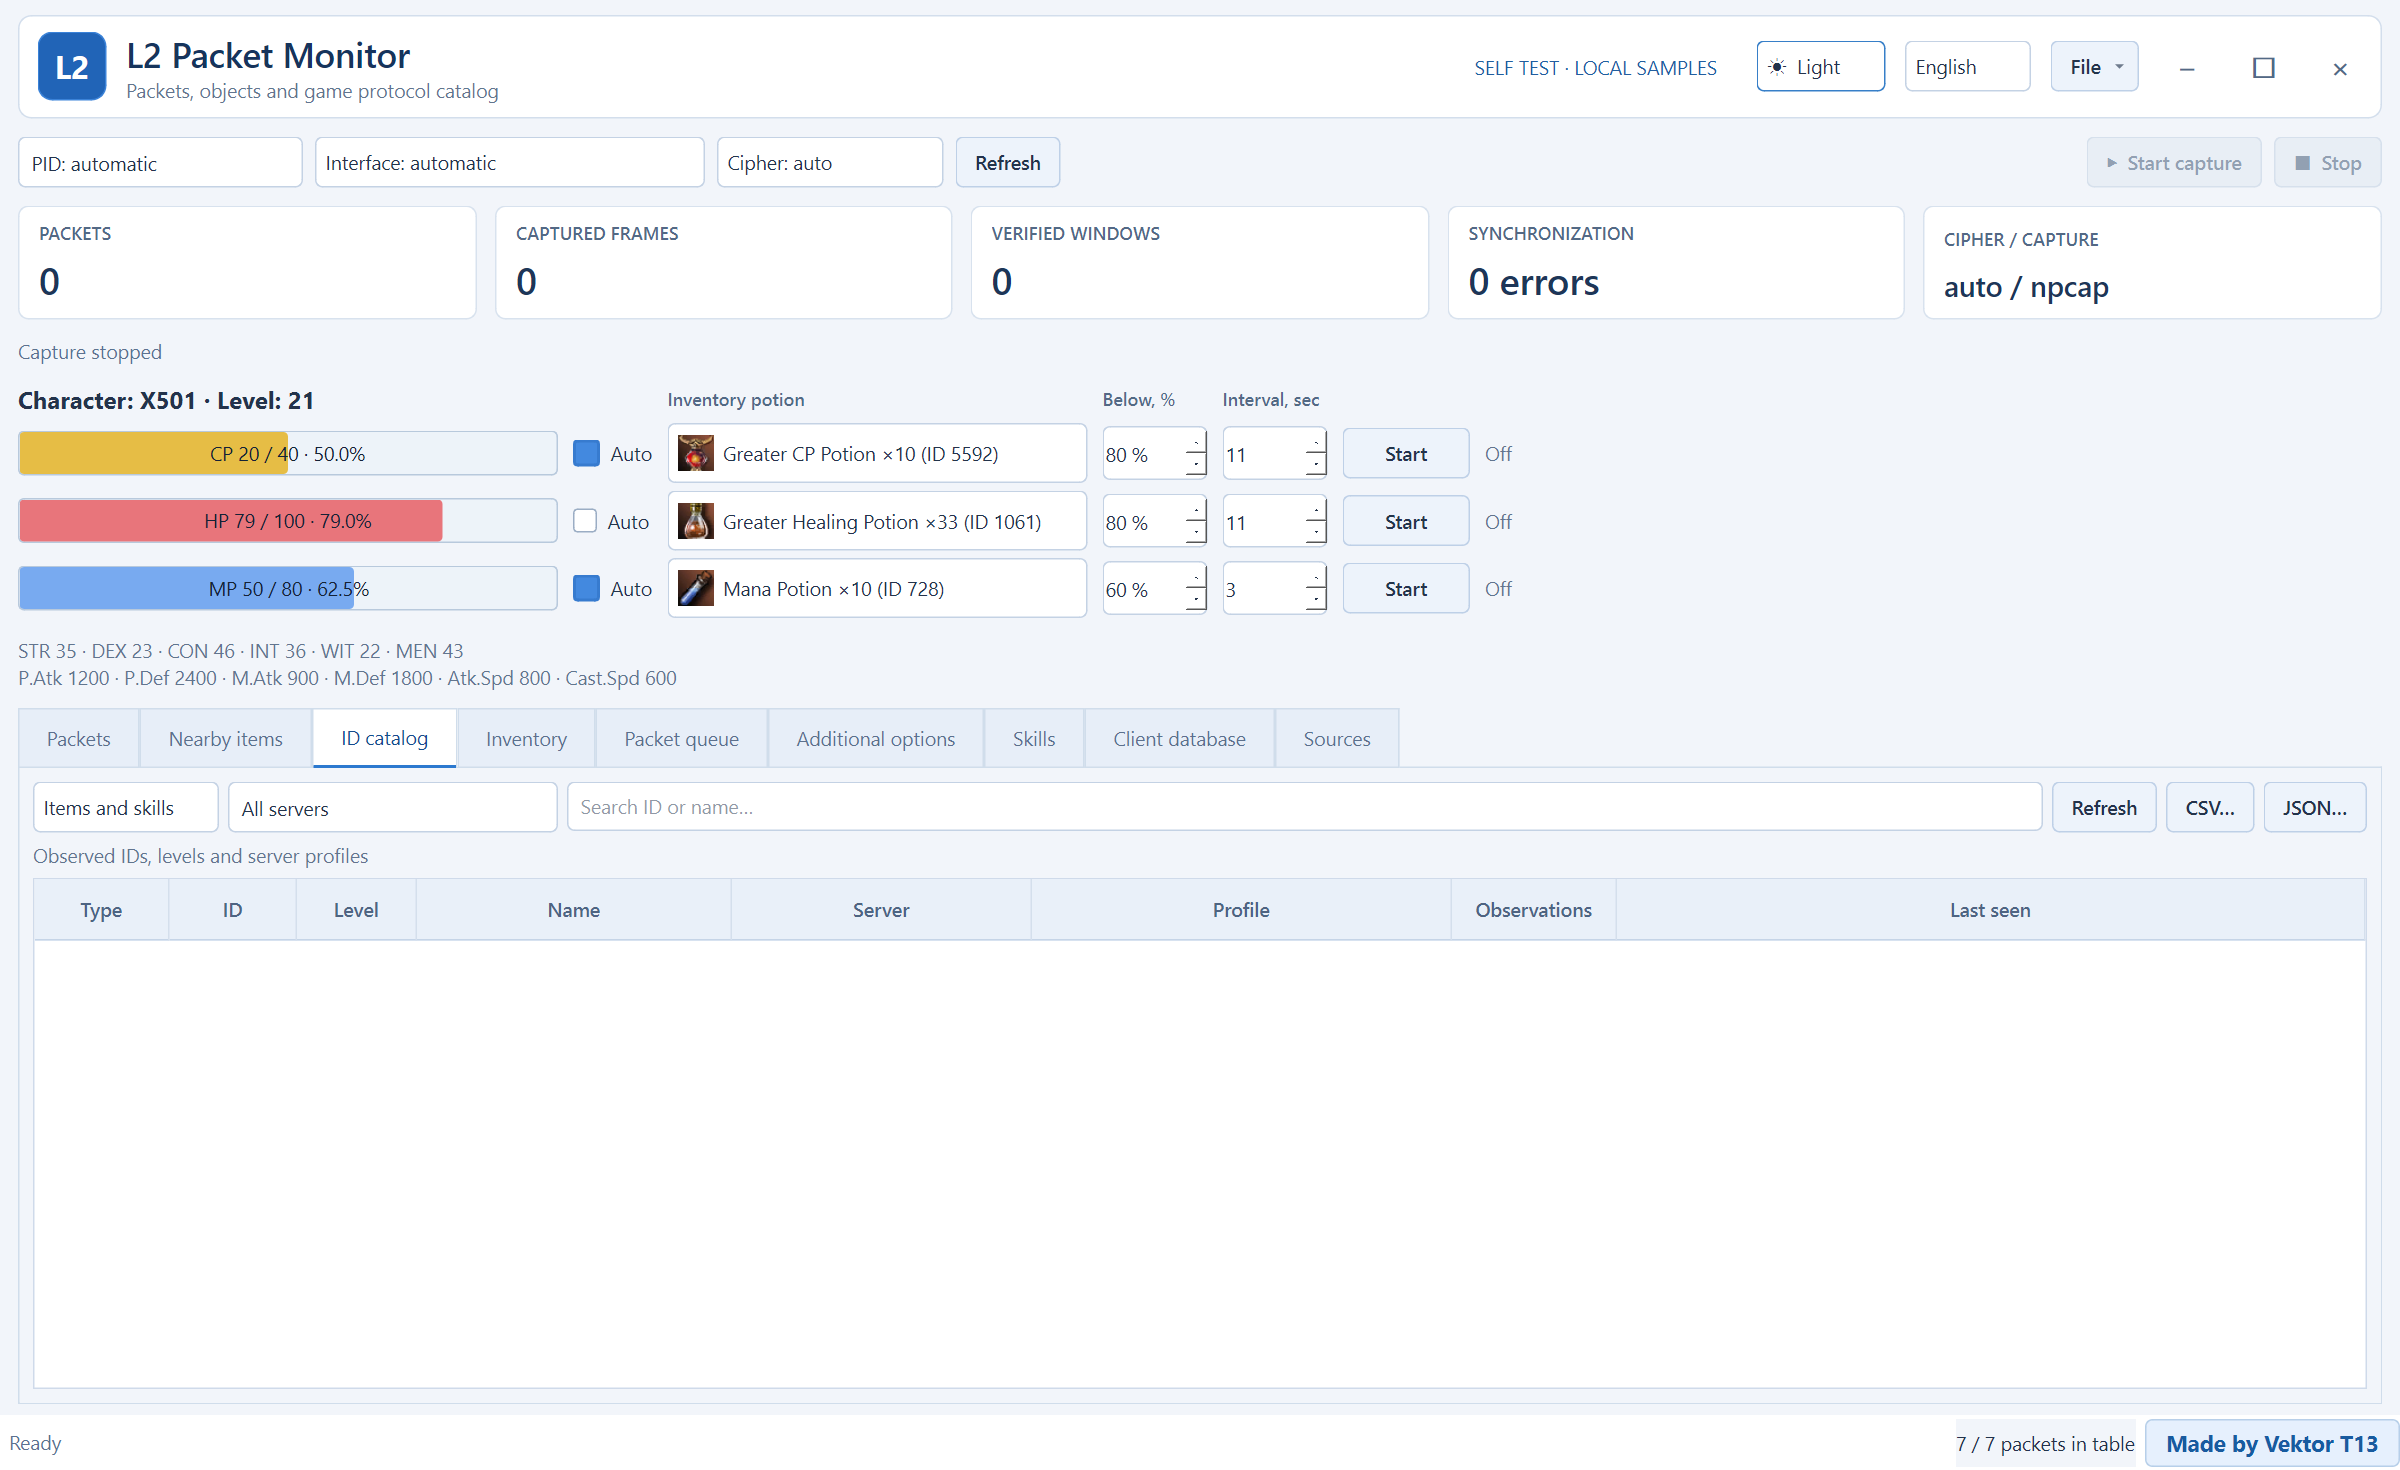 L2
L2 Packet Monitor
Packets, objects and game protocol catalog
SELF TEST · LOCAL SAMPLES
Light
English
File
PID: automatic
Interface: automatic
Cipher: auto
Refresh
Start capture
Stop
PACKETS
0
CAPTURED FRAMES
0
VERIFIED WINDOWS
0
SYNCHRONIZATION
0 errors
CIPHER / CAPTURE
auto / npcap
Capture stopped
Character: X501 · Level: 21
Inventory potion
Below, %
Interval, sec
CP 20 / 40 · 50.0%
Auto
Greater CP Potion ×10 (ID 5592)
80 %
11
Start
Off
HP 79 / 100 · 79.0%
Auto
Greater Healing Potion ×33 (ID 1061)
80 %
11
Start
Off
MP 50 / 80 · 62.5%
Auto
Mana Potion ×10 (ID 728)
60 %
3
Start
Off
STR 35 · DEX 23 · CON 46 · INT 36 · WIT 22 · MEN 43
P.Atk 1200 · P.Def 2400 · M.Atk 900 · M.Def 1800 · Atk.Spd 800 · Cast.Spd 600
Packets
Nearby items
ID catalog
Inventory
Packet queue
Additional options
Skills
Client database
Sources
Items and skills
All servers
Search ID or name...
Refresh
CSV...
JSON...
Observed IDs, levels and server profiles
Type
ID
Level
Name
Server
Profile
Observations
Last seen
Ready
7 / 7 packets in table
Made by Vektor T13